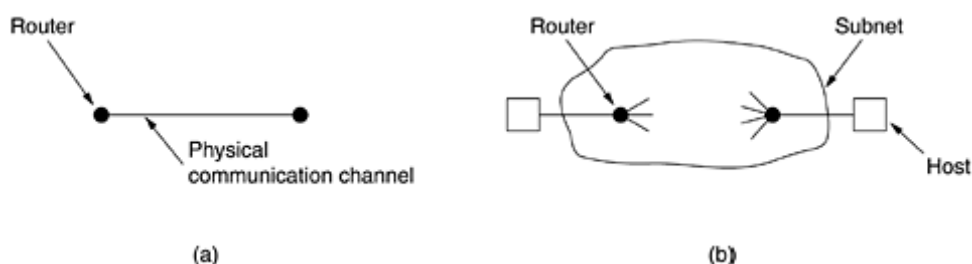 Router
Physical
communication channel
(a)
Router
Subnet
Host
(b)